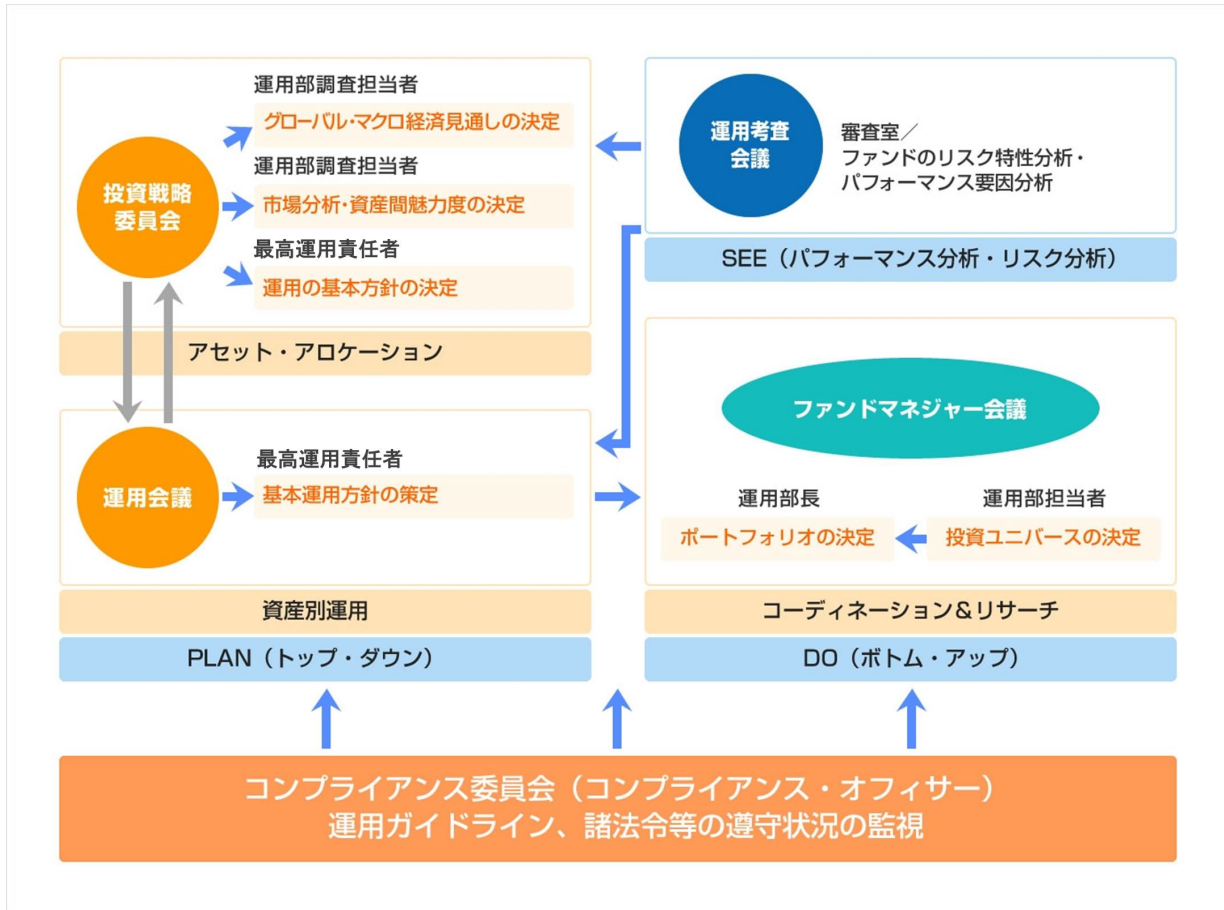 運用部調査担当者
グローバル・マクロ経済見通しの決定
投資戦略
委員会
運用部調査担当者
市場分析・資産間魅力度の決定
最高運用責任者
運用の基本方針の決定
アセット・アロケーション
運用会議
最高運用責任者
基本運用方針の策定
資産別運用
PLAN（トップ・ダウン）
運用考査
会議
審査室／
ファンドのリスク特性分析・
パフォーマンス要因分析
SEE（パフォーマンス分析・リスク分析）
ファンドマネジャー会議
運用部長
ポートフォリオの決定
運用部担当者
投資ユニバースの決定
コーディネーション＆リサーチ
DO（ボトム・アップ）
コンプライアンス委員会（コンプライアンス・オフィサー）
運用ガイドライン、諸法令等の遵守状況の監視